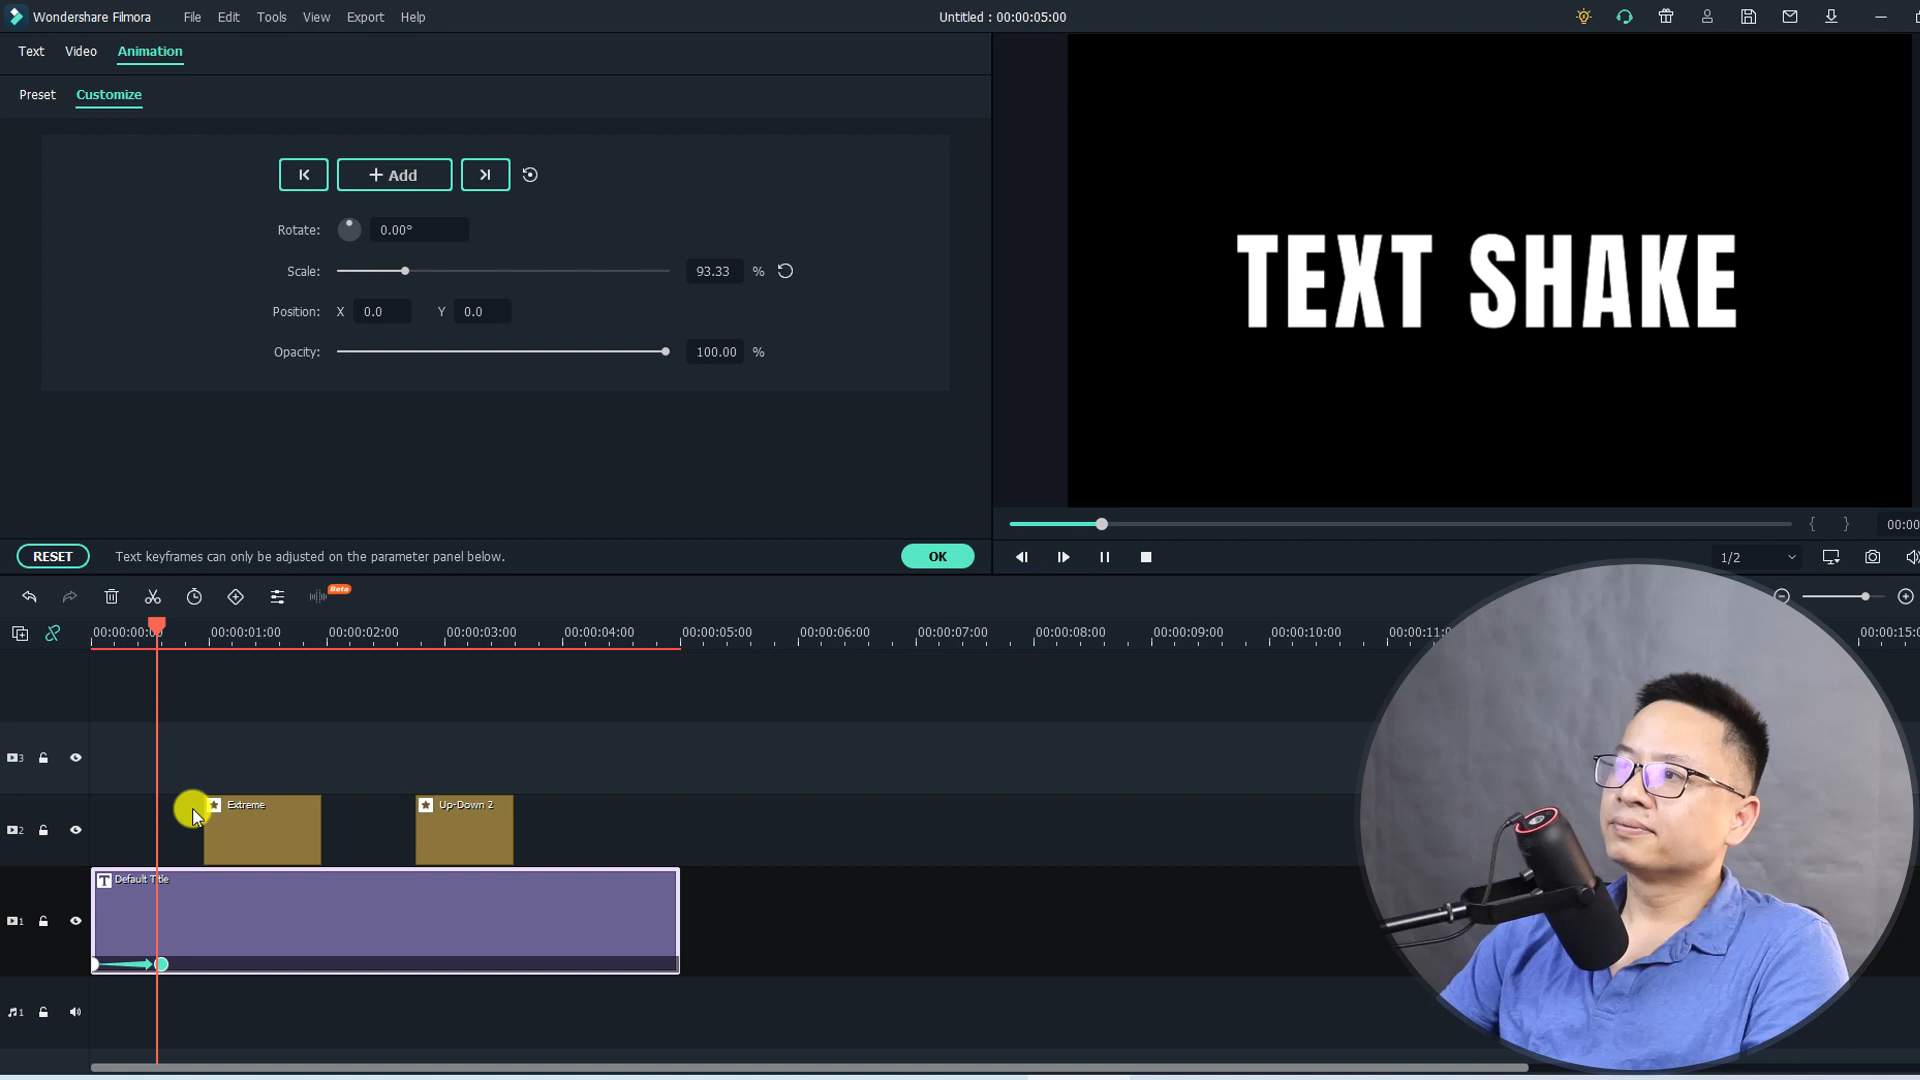 Wondershare Filmora File Edit Tools View Export Help Untitled : 00:00:05:00
Text Video Animation
Preset Customize
+ Add
Rotate: 0.00°
Scale: 93.33 %
Position: X 0.0 Y 0.0
Opacity: 100.00 %
TEXT SHAKE
{ } 00:00
RESET Text keyframes can only be adjusted on the parameter panel below. OK
1/2
Beta
00:00:00:0 00:00:01:00 00:00:02:00 00:00:03:00 00:00:04:00 00:00:05:00 00:00:06:00 00:00:07:00 00:00:08:00 00:00:09:00 00:00:10:00 00:00:11: 00:00:15:0
3
2 Extreme Up-Down 2
T Default Title
1
1